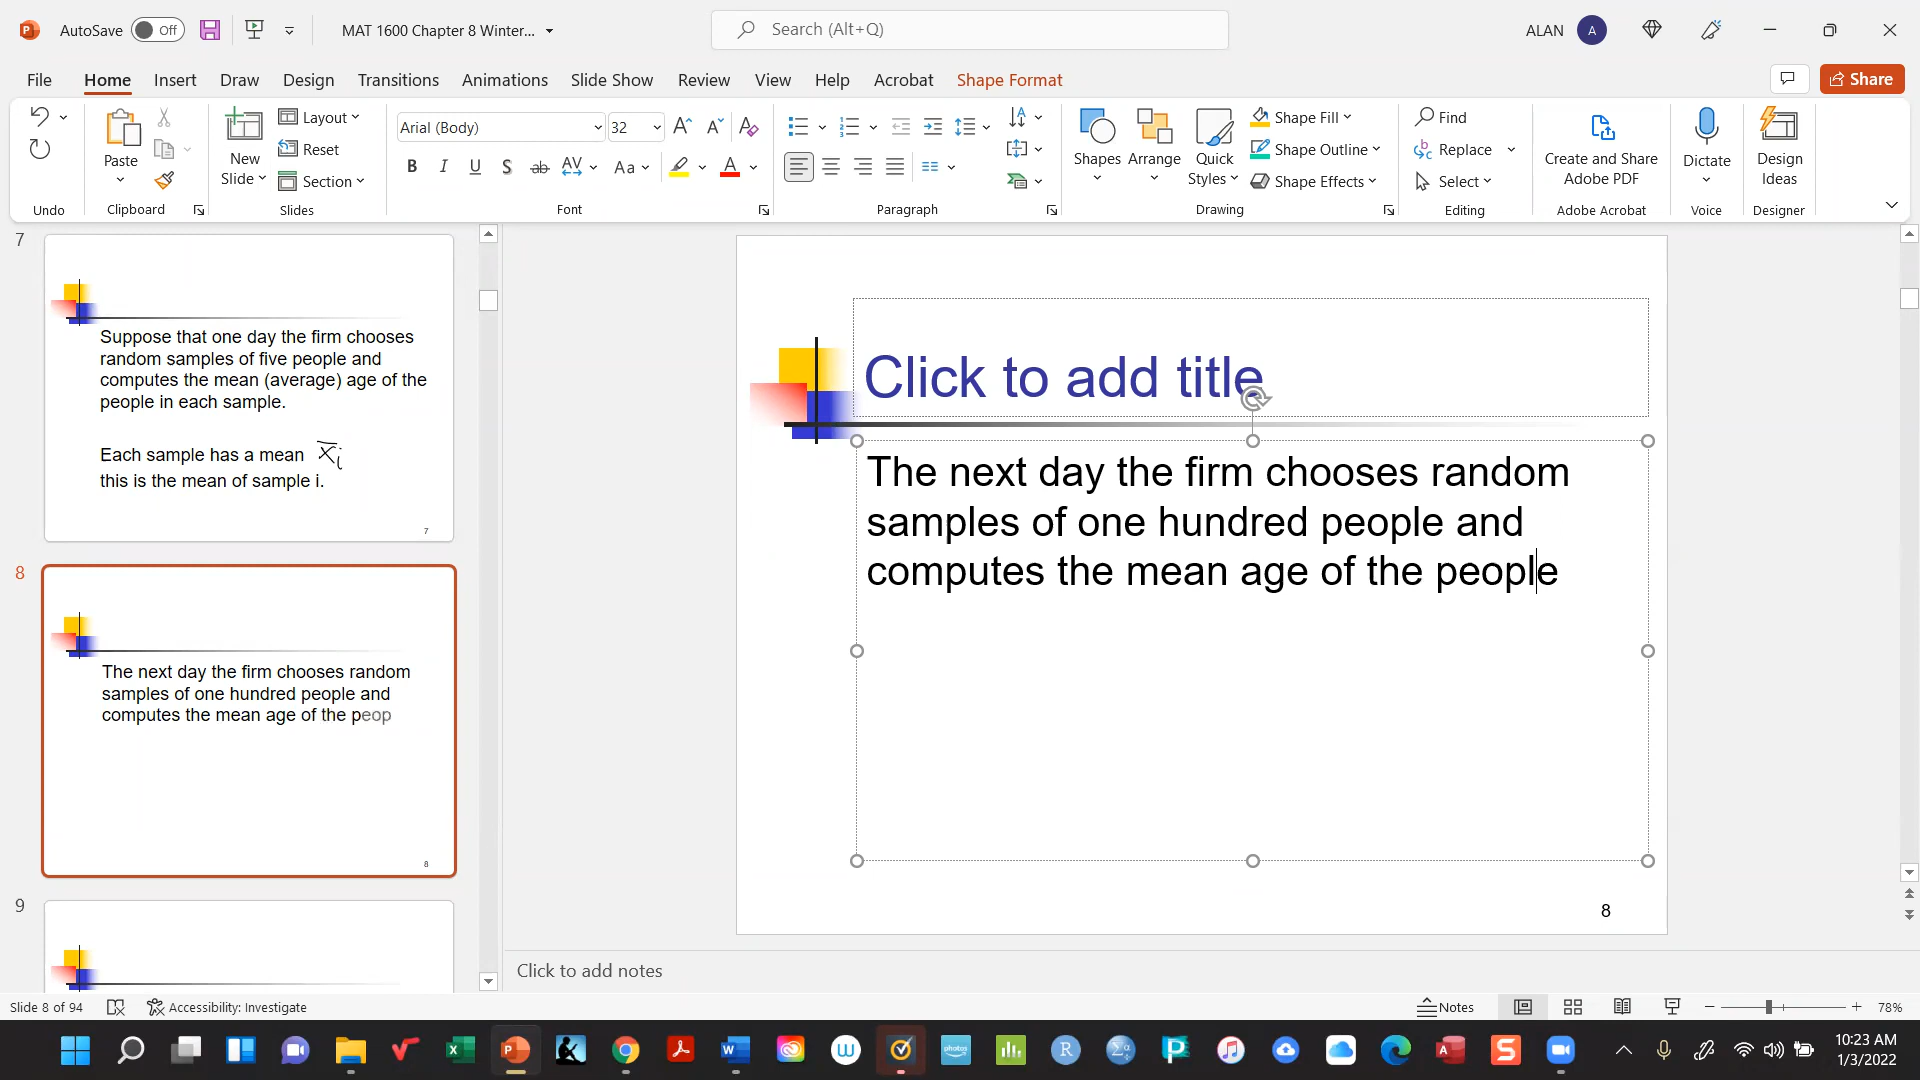 AutoSave Off MAT 1600 Chapter 8 Winter... Search (Alt+Q) ALAN A
File Home Insert Draw Design Transitions Animations Slide Show Review View Help Acrobat Shape Format Share
Paste
New
Slide
Layout
Reset
Section
Arial (Body) 32
B I U S ab AV Aa A
Shapes
Arrange
Quick
Styles
Shape Fill
Shape Outline
Shape Effects
Find
Replace
Select
Create and Share
Adobe PDF
Dictate
Design
Ideas
Undo Clipboard Slides Font Paragraph Drawing Editing Adobe Acrobat Voice Designer
7
Suppose that one day the firm chooses
random samples of five people and
computes the mean (average) age of the
people in each sample.
Each sample has a mean x̄i
this is the mean of sample i.
7
8
The next day the firm chooses random
samples of one hundred people and
computes the mean age of the peop
8
9
Click to add title
The next day the firm chooses random
samples of one hundred people and
computes the mean age of the people
8
Click to add notes
Slide 8 of 94 Accessibility: Investigate Notes 78%
10:23 AM
1/3/2022